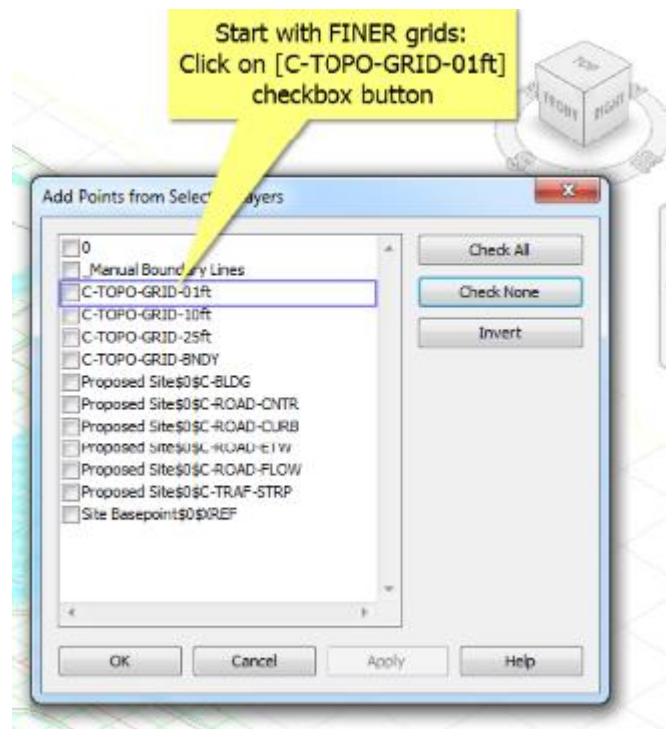 Start with FINER grids:
Click on [C-TOPO-GRID-01ft]
checkbox button
TOP
FRONT
RIGHT
Add Points from Selec ayers
0
_Manual Boundary Lines
C-TOPO-GRID-01ft
C-TOPO-GRID-10ft
C-TOPO-GRID-25ft
C-TOPO-GRID-BNDY
Proposed Site$0$C-BLDG
Proposed Site$0$C-ROAD-CNTR
Proposed Site$0$C-ROAD-CURB
Proposed Site$0$C-ROAD-ETW
Proposed Site$0$C-ROAD-FLOW
Proposed Site$0$C-TRAF-STRP
Site Basepoint$0$XREF
Check All
Check None
Invert
OK Cancel Apply Help